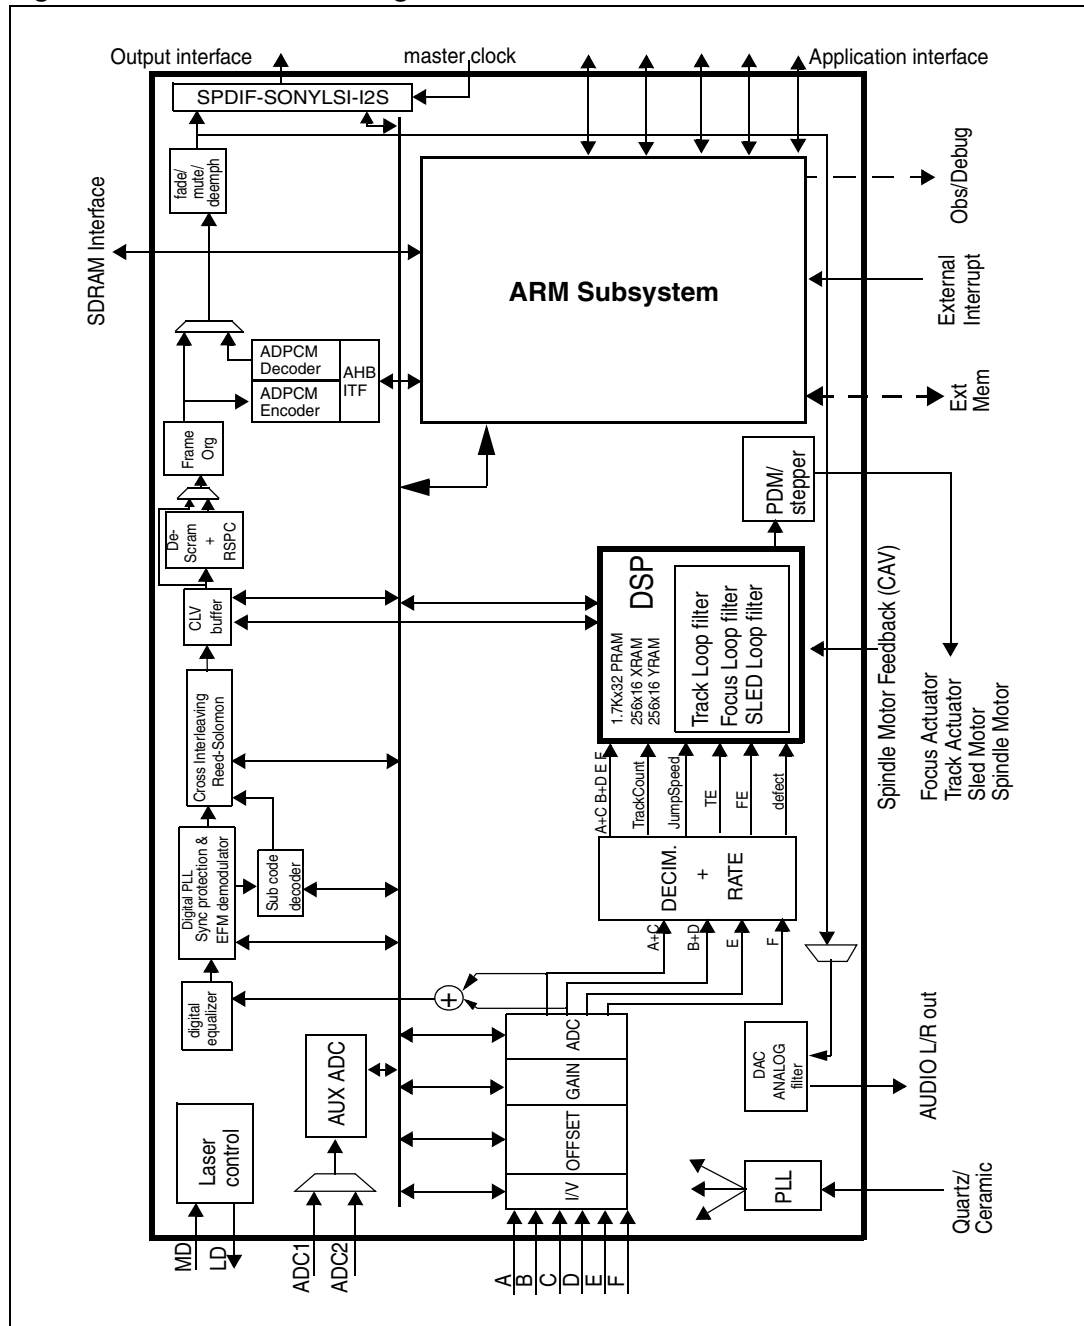 Output interface
master clock
Application interface
SPDIF-SONYLSI-I2S
fade/
mute/
deemph
SDRAM Interface
Obs/Debug
ARM Subsystem
External
Interrupt
ADPCM
Decoder
ADPCM
Encoder
AHB
ITF
Ext
Mem
Frame
Org
PDM/
stepper
De-
Scram
+
RSPC
CLV
buffer
DSP
1.7Kx32 PRAM
256x16 XRAM
256x16 YRAM
Track Loop filter
Focus Loop filter
SLED Loop filter
Spindle Motor Feedback (CAV)
Focus Actuator
Track Actuator
Sled Motor
Spindle Motor
Cross Interleaving
Reed-Solomon
A+C B+D E F
TrackCount
JumpSpeed
TE
FE
defect
Digital PLL
Sync protection &
EFM demodulator
Sub code
decoder
DECIM.
+
RATE
A+C
B+D
E
F
+
digital
equalizer
AUX ADC
ADC
GAIN
OFFSET
I/V
DAC
ANALOG
filter
AUDIO L/R out
Laser
control
PLL
Quartz/
Ceramic
MD
LD
ADC1
ADC2
A
B
C
D
E
F